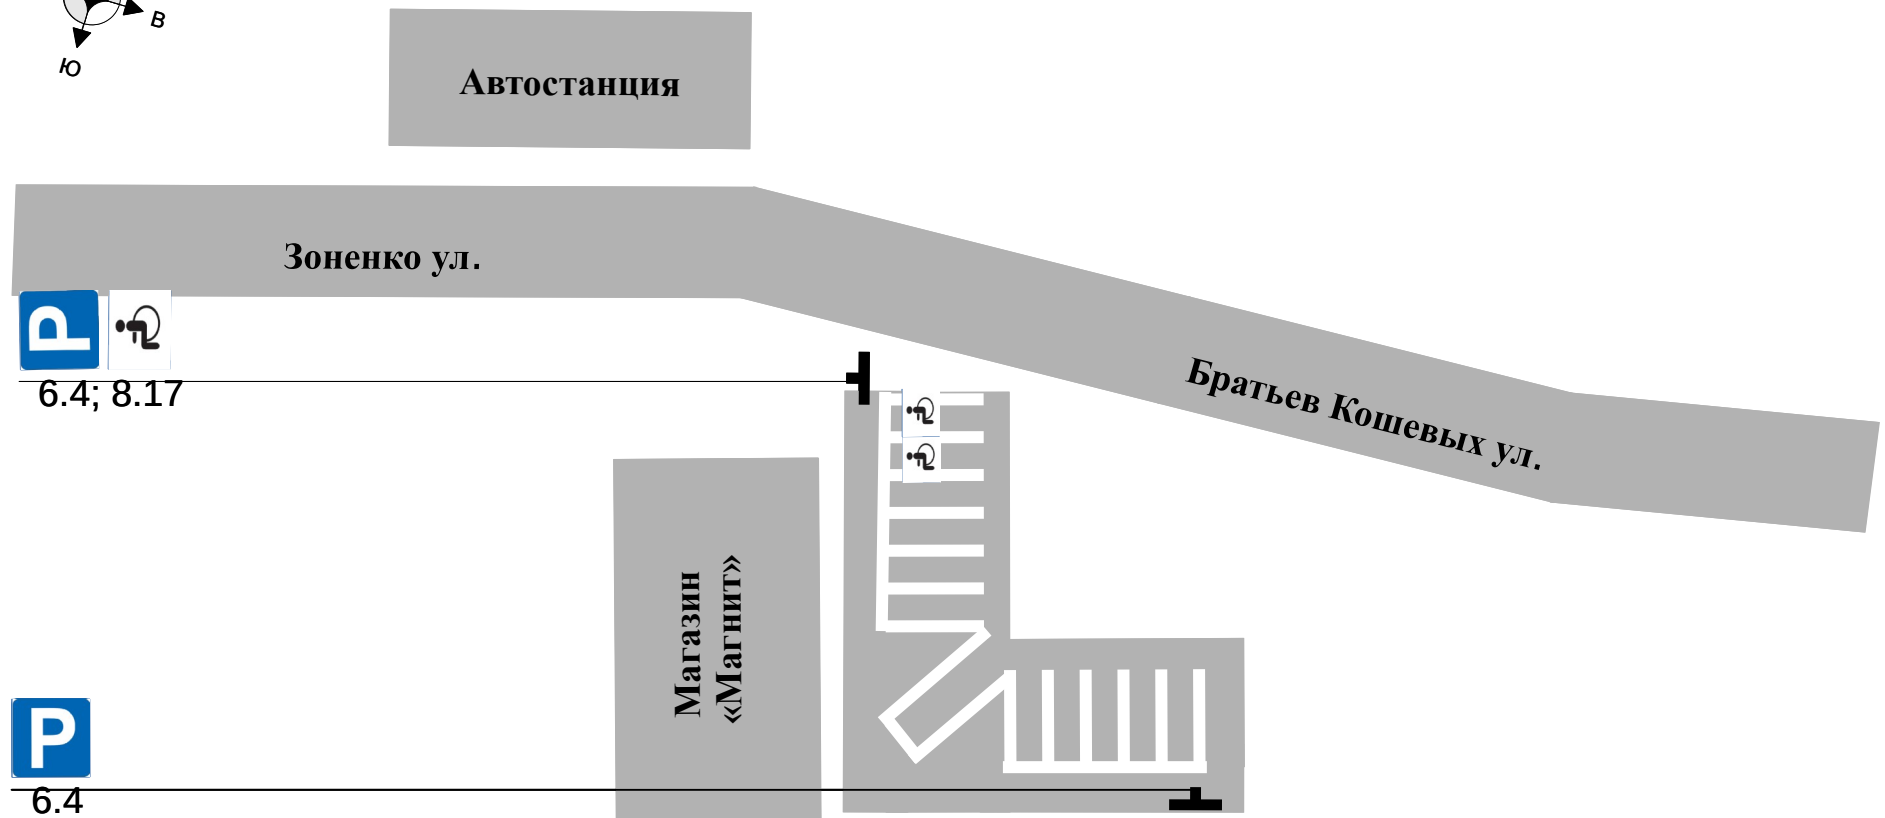 В
Ю
Автостанция
Зоненко ул.
P
6.4; 8.17
Братьев Кошевых ул.
Магазин
«Магнит»
P
6.4